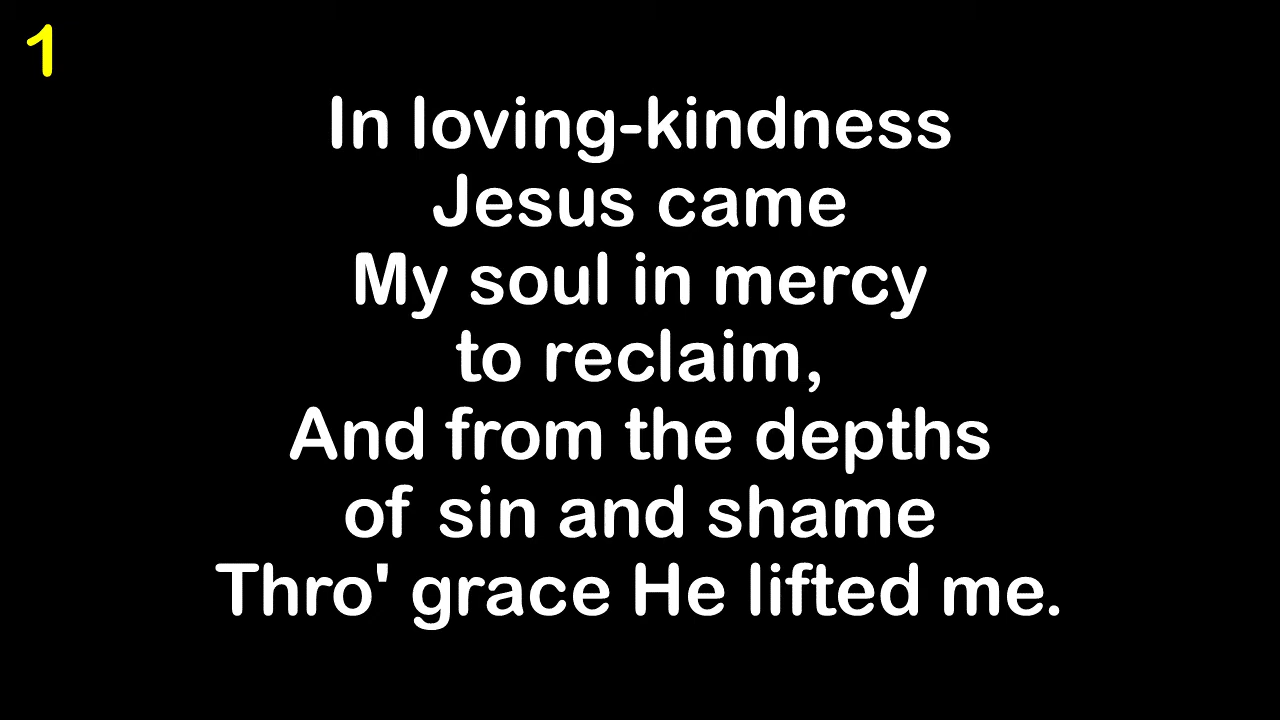 1
In loving-kindness
Jesus came
My soul in mercy
to reclaim,
And from the depths
of sin and shame
Thro' grace He lifted me.